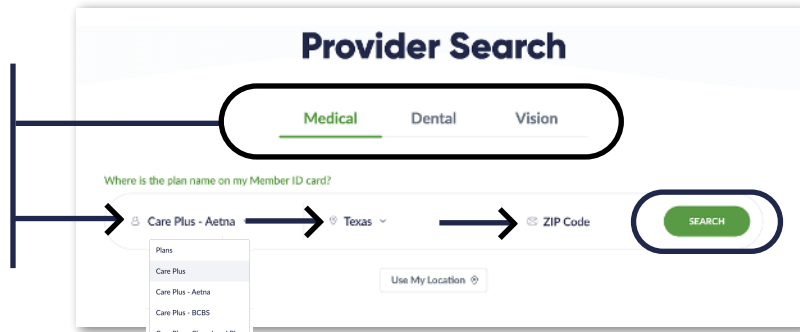 Provider Search
Medical Dental Vision
Where is the plan name on my Member ID card?
Care Plus - Aetna Texas ZIP Code SEARCH
Plans
Care Plus
Use My Location
Care Plus - Aetna
Care Plus - BCBS